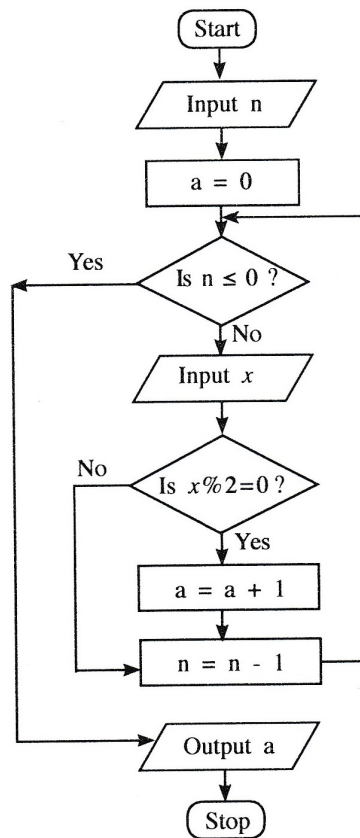 Start
Input n
a = 0
Yes
Is n ≤ 0 ?
No
Input x
No
Is x%2=0 ?
Yes
a = a + 1
n = n - 1
Output a
Stop